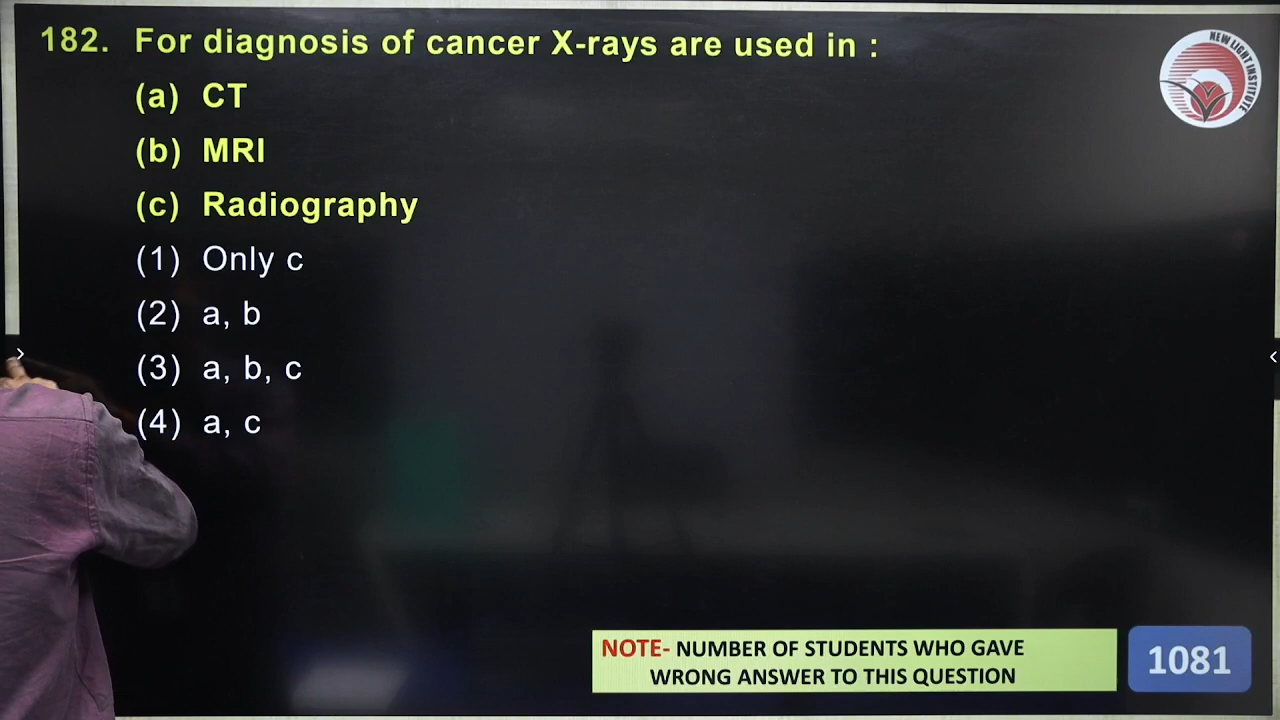 182. For diagnosis of cancer X-rays are used in :
(a) CT
(b) MRI
(c) Radiography
(1) Only c
(2) a, b
(3) a, b, c
(4) a, c
NEW LIGHT INSTITUTE
NOTE- NUMBER OF STUDENTS WHO GAVE
WRONG ANSWER TO THIS QUESTION
1081